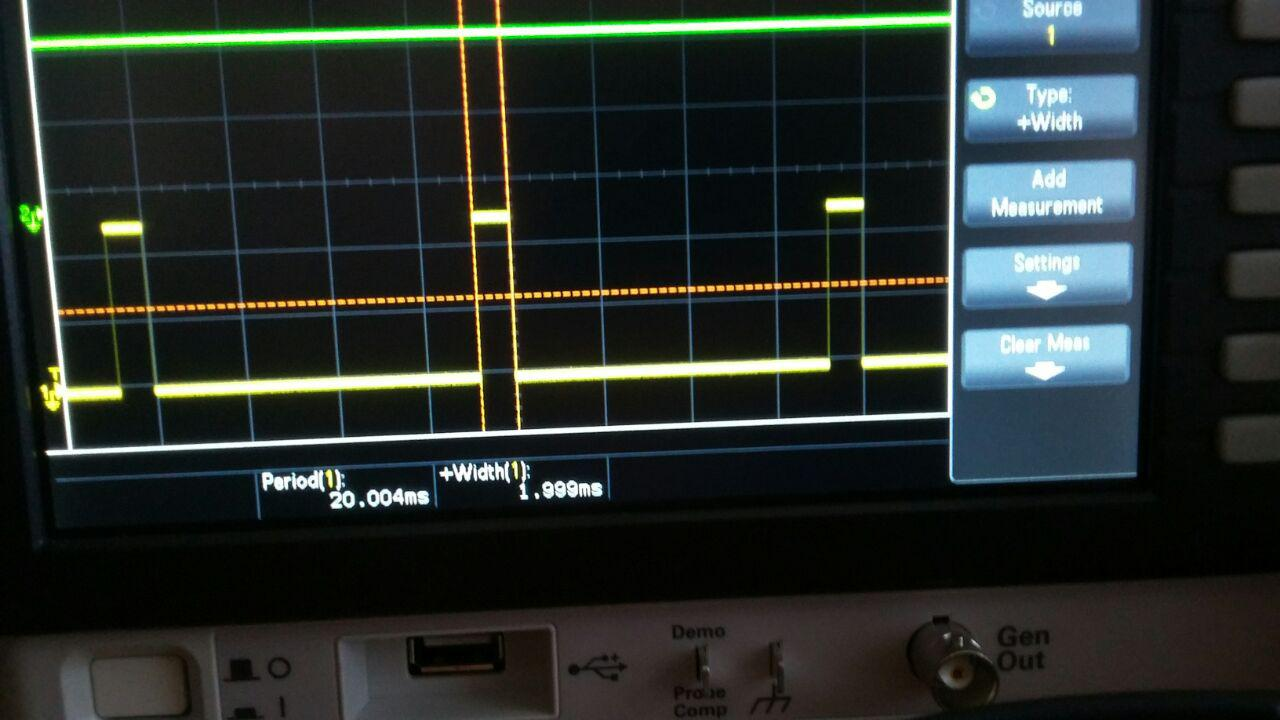 Source
1
Type:
+Width
Add
Measurement
Settings
Clear Meas
Period(1):
20.004ms
+Width(1):
1.999ms
Demo
Probe
Comp
Gen
Out